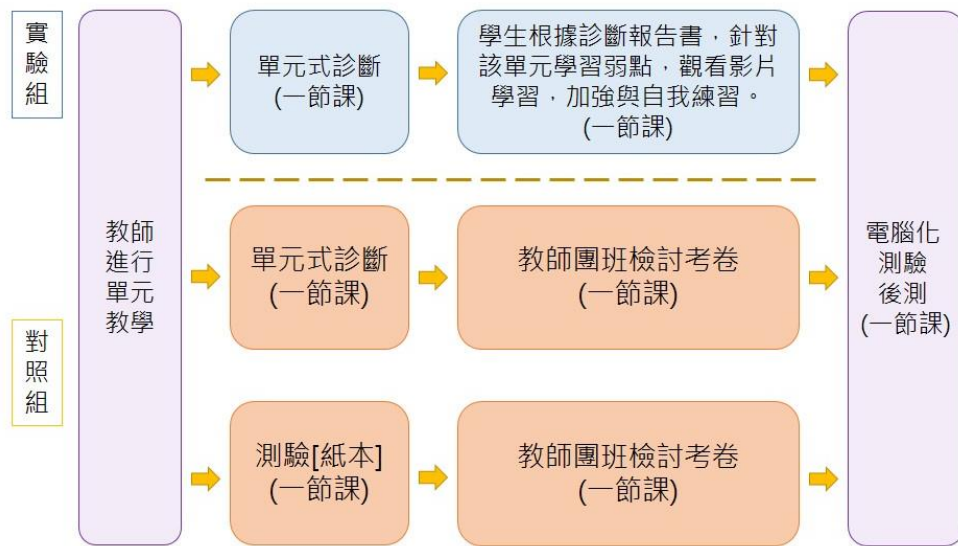 實
驗
組
教師
進行
單元
教學
單元式診斷
(一節課)
學生根據診斷報告書，針對
該單元學習弱點，觀看影片
學習，加強與自我練習。
(一節課)
對
照
組
單元式診斷
(一節課)
教師團班檢討考卷
(一節課)
測驗[紙本]
(一節課)
教師團班檢討考卷
(一節課)
電腦化
測驗
後測
(一節課)